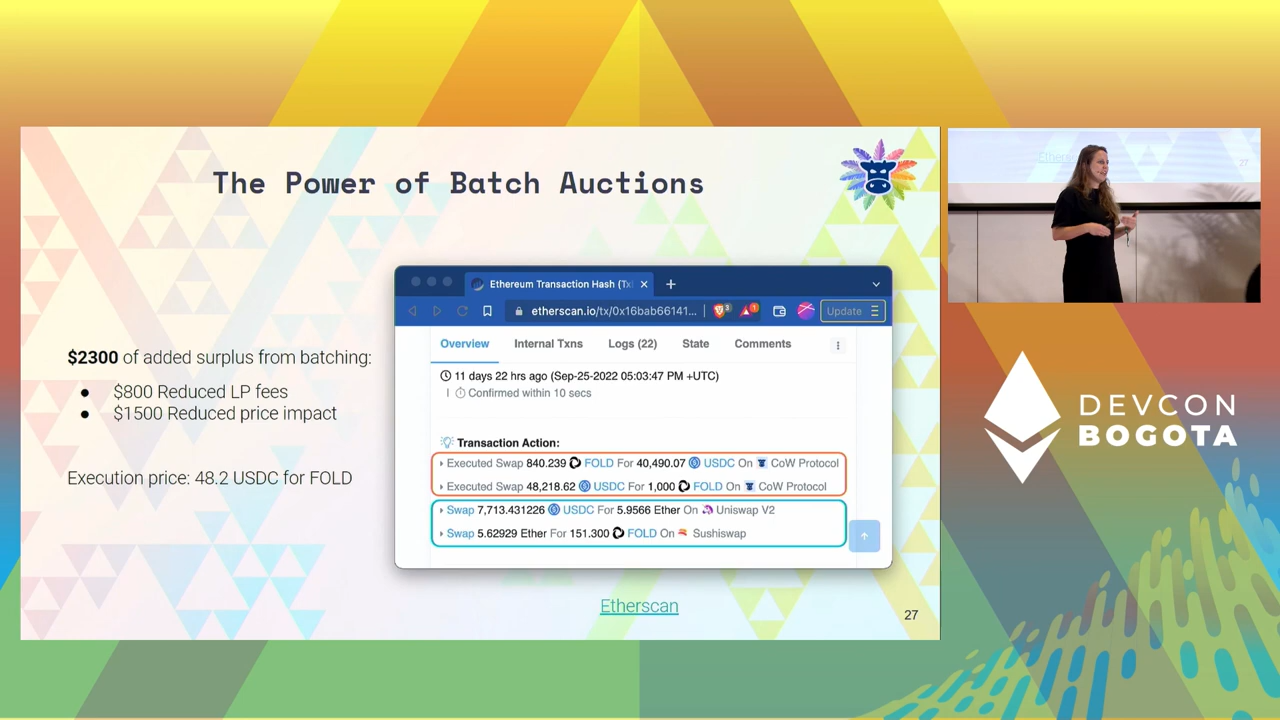 The Power of Batch Auctions
$2300 of added surplus from batching:
● $800 Reduced LP fees
● $1500 Reduced price impact
Execution price: 48.2 USDC for FOLD
Ethereum Transaction Hash (Tx
etherscan.io/tx/0x16bab66141...
3
1
Update
Overview Internal Txns Logs (22) State Comments
11 days 22 hrs ago (Sep-25-2022 05:03:47 PM +UTC)
Confirmed within 10 secs
Transaction Action:
Executed Swap 840.239 FOLD For 40,490.07 USDC On CoW Protocol
Executed Swap 48,218.62 USDC For 1,000 FOLD On CoW Protocol
Swap 7,713.431226 USDC For 5.9566 Ether On Uniswap V2
Swap 5.62929 Ether For 151.300 FOLD On Sushiswap
Etherscan
27
Ethers
27
DEVCON
BOGOTA